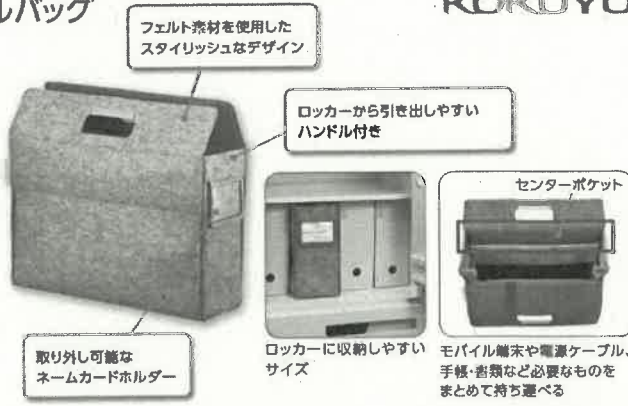 ルバッグ
KOKUYO
フェルト素材を使用した
スタイリッシュなデザイン
ロッカーから引き出しやすい
ハンドル付き
センターポケット
取り外し可能な
ネームカードホルダー
ロッカーに収納しやすい
サイズ
モバイル端末や電源ケーブル、
手帳・書類など必要なものを
まとめて持ち運べる